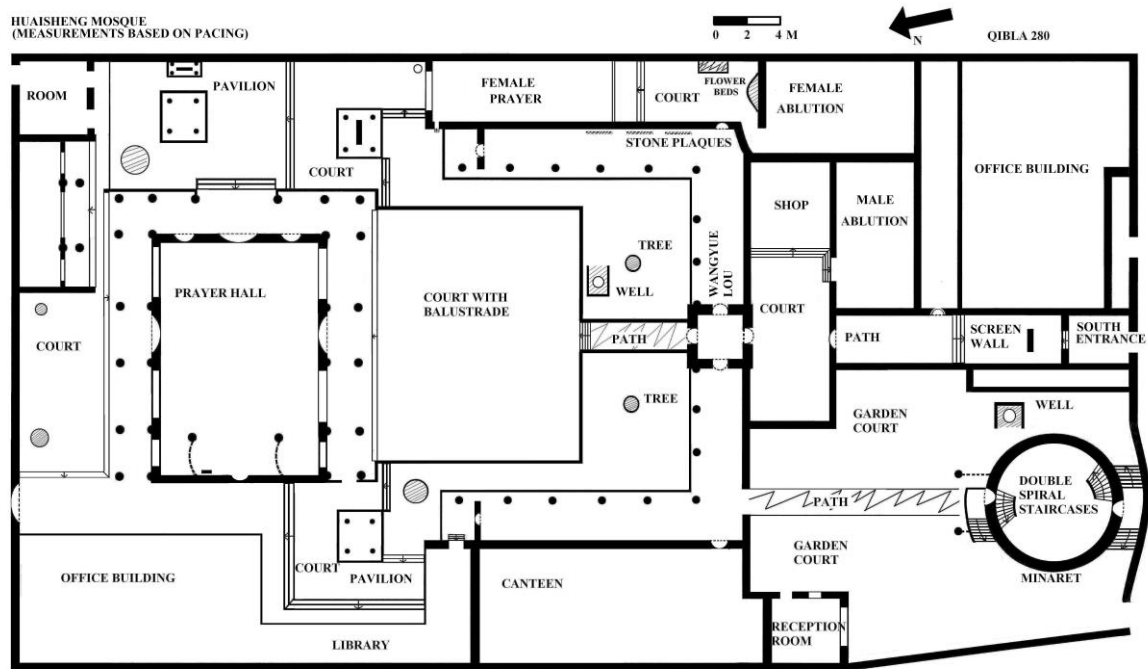 HUAISHENG MOSQUE
(MEASUREMENTS BASED ON PACING)
0 2 4 M
N
QIBLA 280
ROOM
PAVILION
FEMALE
PRAYER
COURT
FLOWER
BEDS
FEMALE
ABLUTION
STONE PLAQUES
OFFICE BUILDING
COURT
SHOP
MALE
ABLUTION
TREE
WANGYUE
LOU
PRAYER HALL
WELL
COURT WITH
BALUSTRADE
COURT
COURT
PATH
PATH
SCREEN
WALL
SOUTH
ENTRANCE
TREE
GARDEN
COURT
WELL
DOUBLE
SPIRAL
STAIRCASES
PATH
GARDEN
COURT
MINARET
OFFICE BUILDING
COURT
PAVILION
CANTEEN
RECEPTION
ROOM
LIBRARY